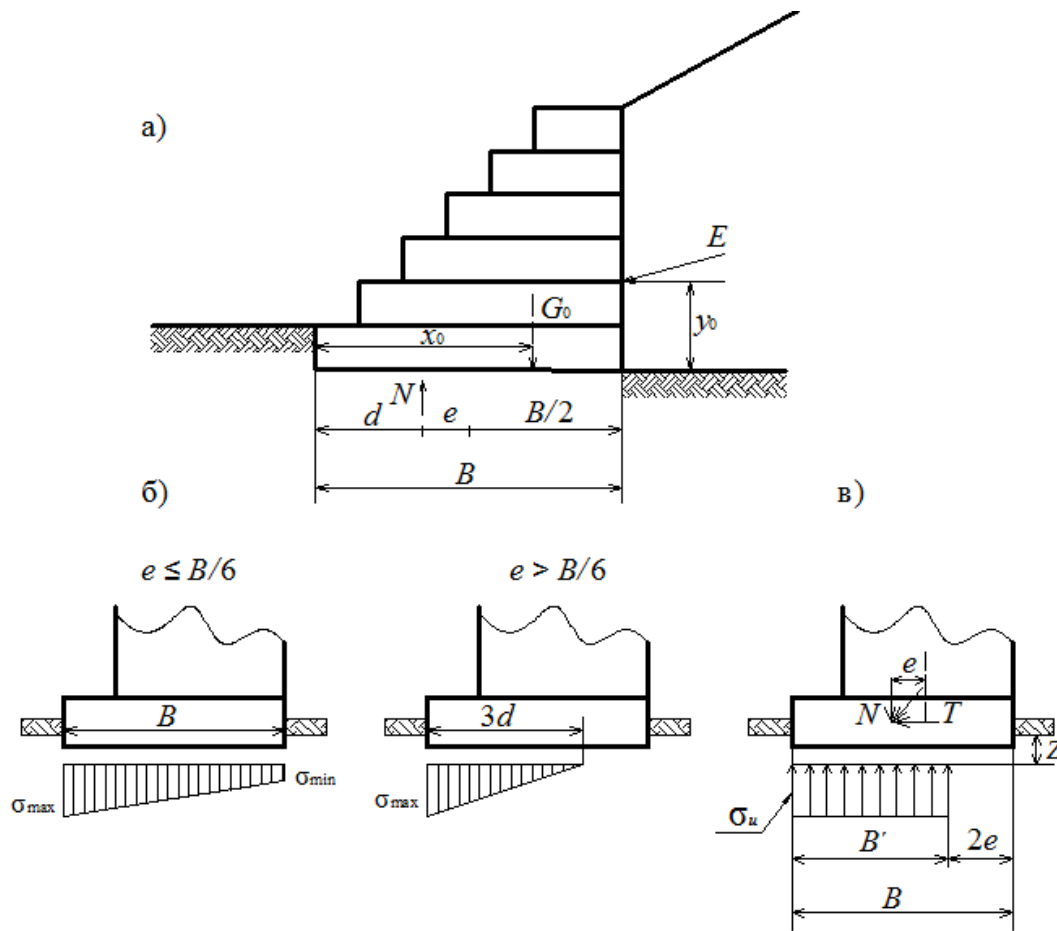 а)
E
G₀
x₀
y₀
N
d
e
B/2
B
б)
в)
e ≤ B/6
e > B/6
B
σmax
σmin
3d
σmax
e
N
T
Z
σu
B′
2e
B